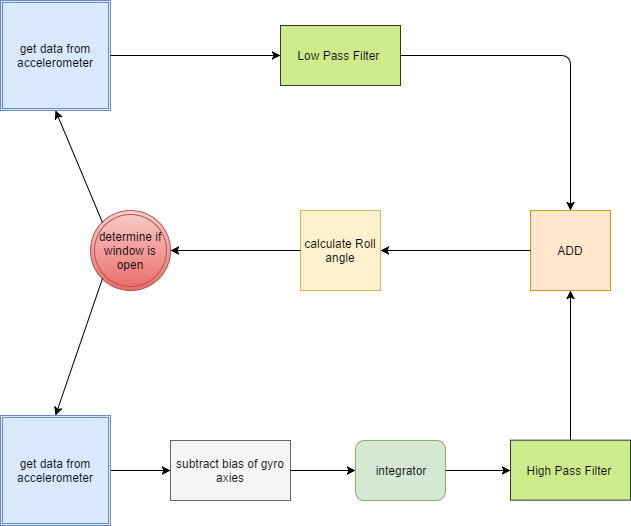 get data from
accelerometer
Low Pass Filter
determine if
window is
open
calculate Roll
angle
ADD
get data from
accelerometer
subtract bias of gyro
axies
integrator
High Pass Filter